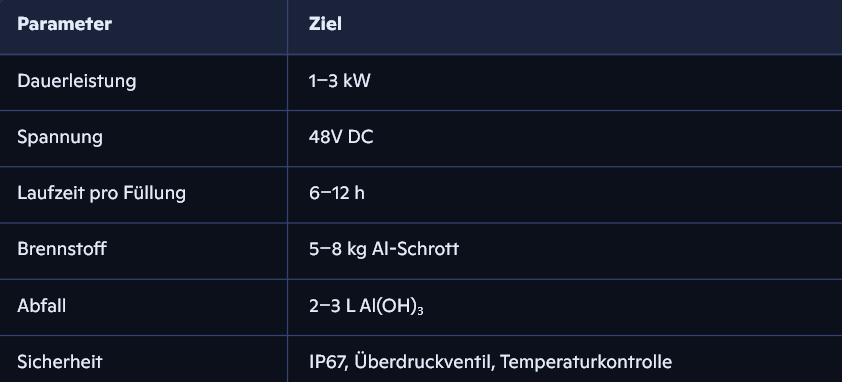 Parameter Ziel
Dauerleistung 1–3 kW
Spannung 48V DC
Laufzeit pro Füllung 6–12 h
Brennstoff 5–8 kg Al-Schrott
Abfall 2–3 L Al(OH)₃
Sicherheit IP67, Überdruckventil, Temperaturkontrolle